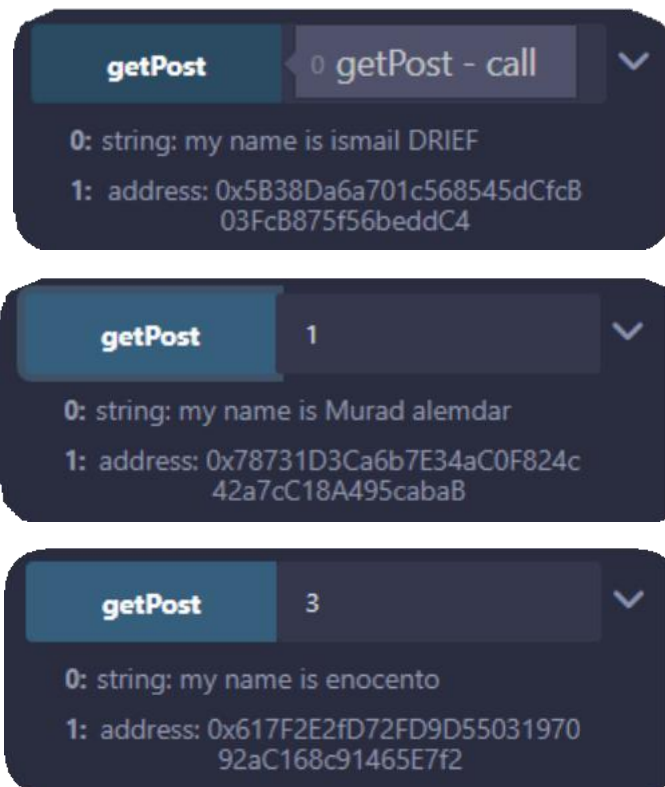 getPost 0 getPost - call
0: string: my name is ismail DRIEF
1: address: 0x5B38Da6a701c568545dCfcB
03FcB875f56beddC4
getPost 1
0: string: my name is Murad alemdar
1: address: 0x78731D3Ca6b7E34aC0F824c
42a7cC18A495cabaB
getPost 3
0: string: my name is enocento
1: address: 0x617F2E2fD72FD9D55031970
92aC168c91465E7f2